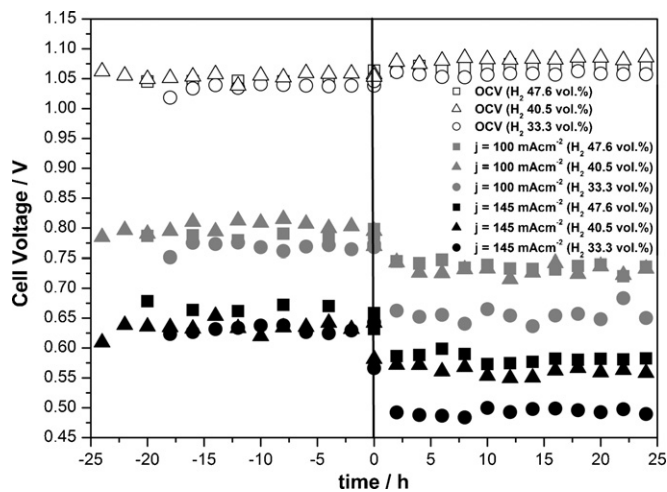 1.15
1.10
1.05
1.00
0.95
0.90
0.85
0.80
0.75
0.70
0.65
0.60
0.55
0.50
0.45
Cell Voltage / V
OCV (H₂ 47.6 vol.%)
OCV (H₂ 40.5 vol.%)
OCV (H₂ 33.3 vol.%)
j = 100 mAcm⁻² (H₂ 47.6 vol.%)
j = 100 mAcm⁻² (H₂ 40.5 vol.%)
j = 100 mAcm⁻² (H₂ 33.3 vol.%)
j = 145 mAcm⁻² (H₂ 47.6 vol.%)
j = 145 mAcm⁻² (H₂ 40.5 vol.%)
j = 145 mAcm⁻² (H₂ 33.3 vol.%)
-25 -20 -15 -10 -5 0 5 10 15 20 25
time / h